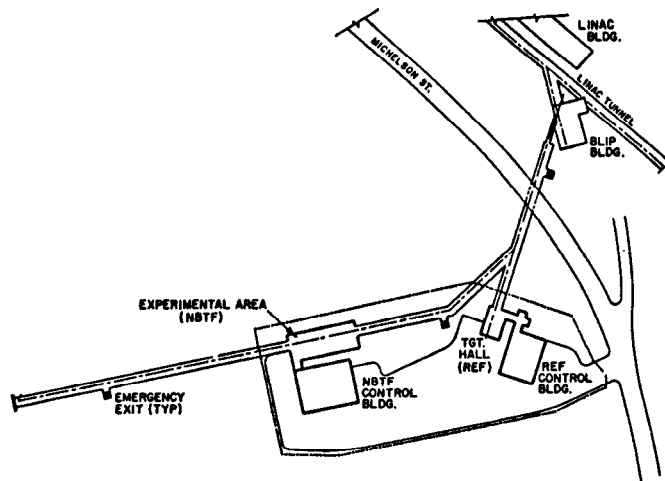 LINAC
BLDG.
MICHELSON ST.
LINAC TUNNEL
BLIP
BLDG.
EXPERIMENTAL AREA
(NBTF)
TGT.
HALL
(REF)
REF
CONTROL
BLDG.
NBTF
CONTROL
BLDG.
EMERGENCY
EXIT (TYP)